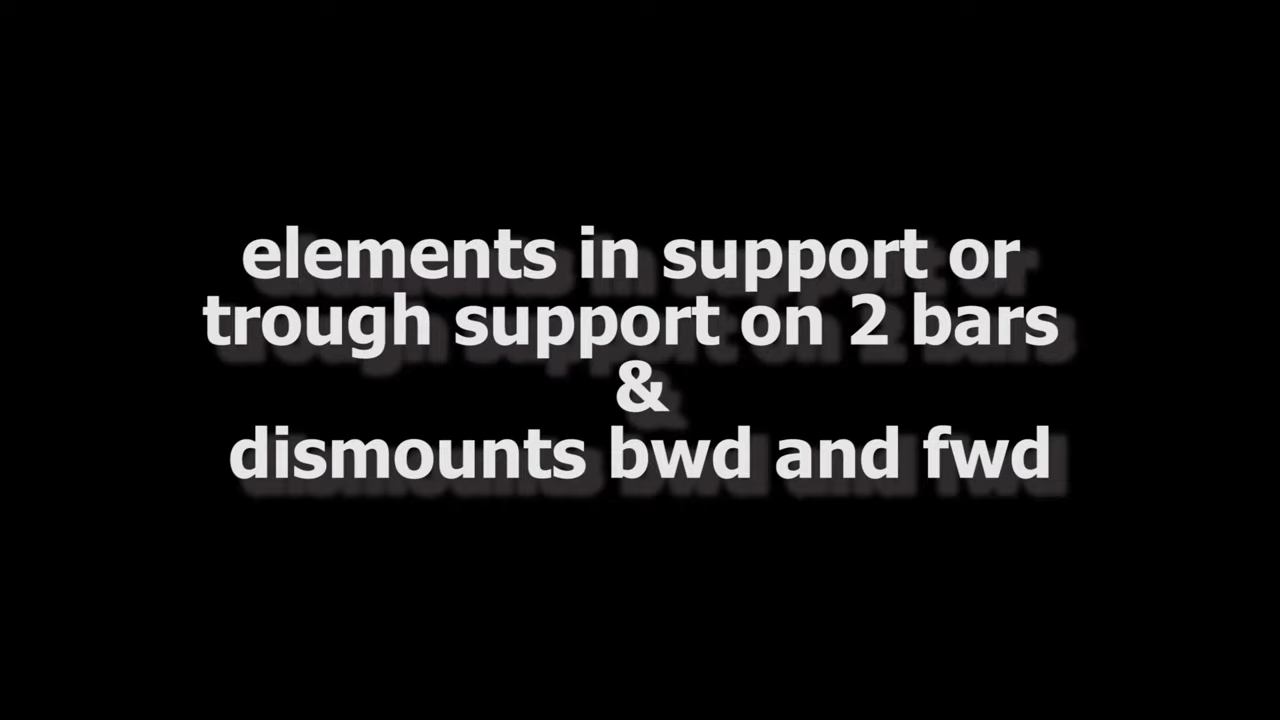 elements in support or
trough support on 2 bars
&
dismounts bwd and fwd